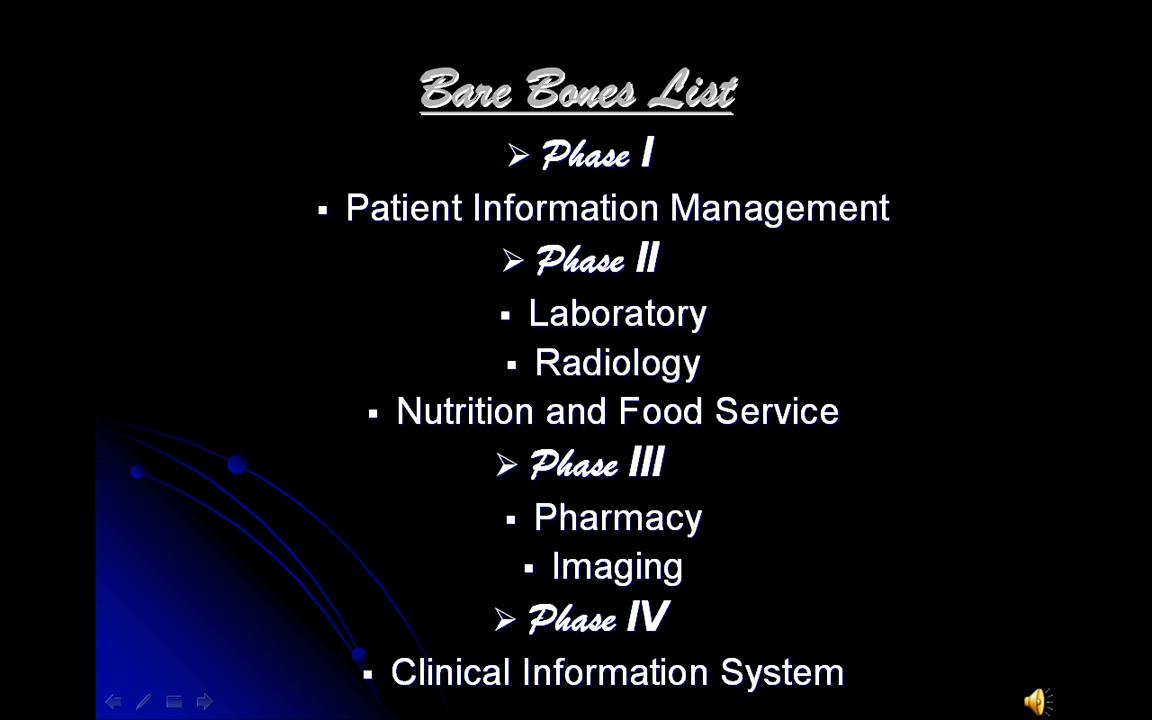 Bare Bones List
Phase I
Patient Information Management
Phase II
Laboratory
Radiology
Nutrition and Food Service
Phase III
Pharmacy
Imaging
Phase IV
Clinical Information System